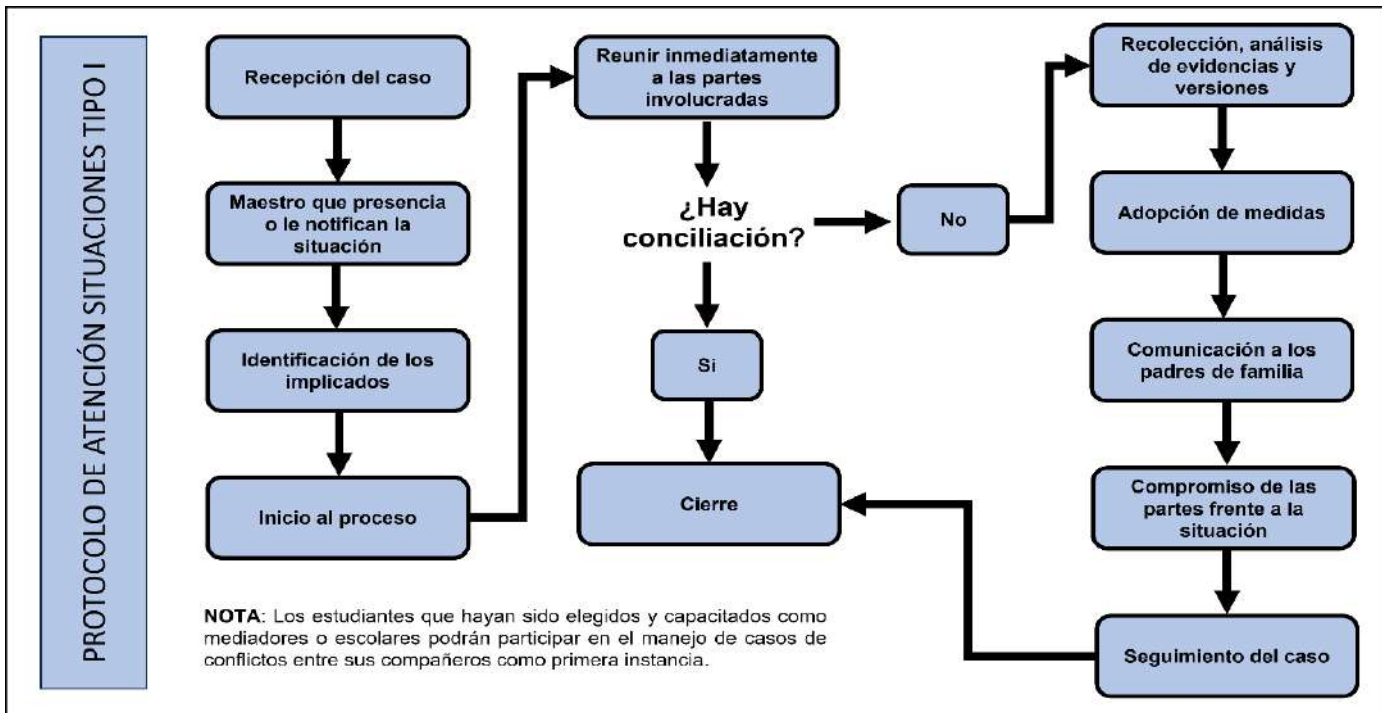 PROTOCOLO DE ATENCIÓN SITUACIONES TIPO I
Recepción del caso
Maestro que presencia
o le notifican la
situación
Identificación de los
implicados
Inicio al proceso
Reunir inmediatamente
a las partes
involucradas
¿Hay
conciliación?
Si
Cierre
No
Recolección, análisis
de evidencias y
versiones
Adopción de medidas
Comunicación a los
padres de familia
Compromiso de las
partes frente a la
situación
Seguimiento del caso
NOTA: Los estudiantes que hayan sido elegidos y capacitados como
mediadores o escolares podrán participar en el manejo de casos de
conflictos entre sus compañeros como primera instancia.